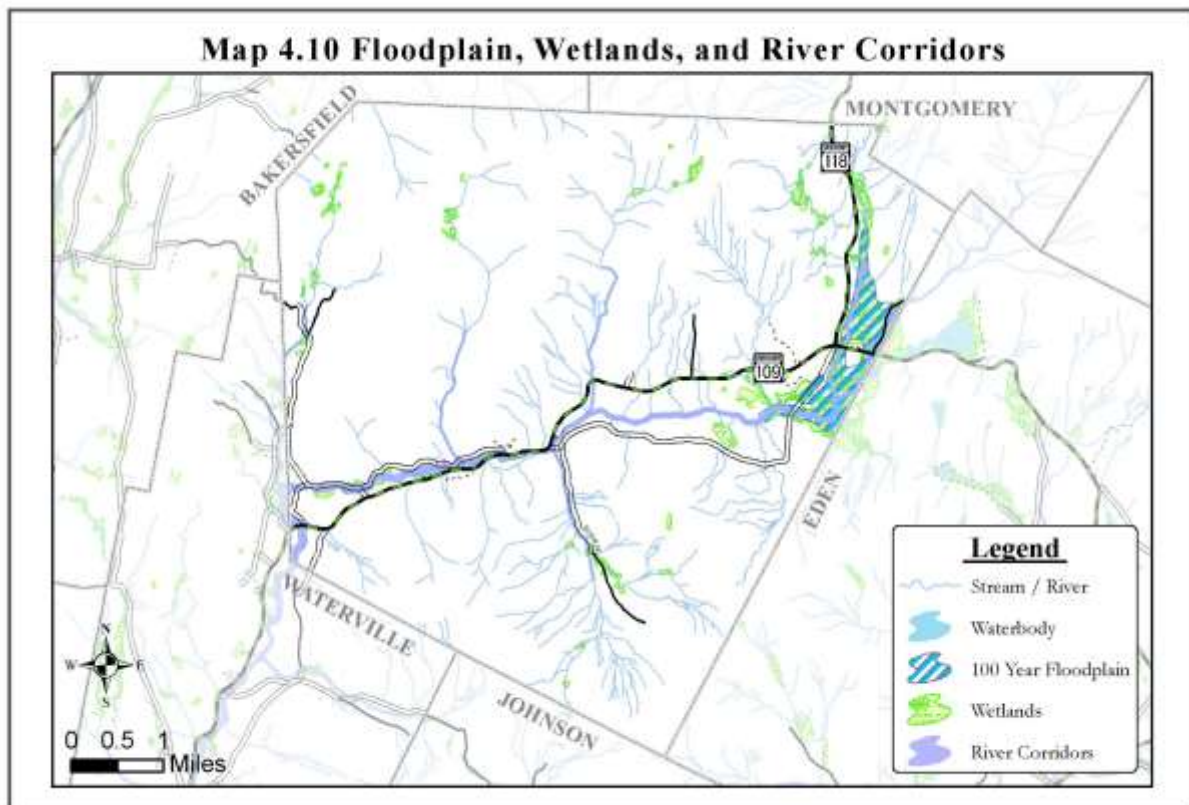 Map 4.10 Floodplain, Wetlands, and River Corridors
BAKERSFIELD
MONTGOMERY
118
109
EDEN
WATERVILLE
JOHNSON
N
W E
S
0 0.5 1
Miles
Legend
Stream / River
Waterbody
100 Year Floodplain
Wetlands
River Corridors